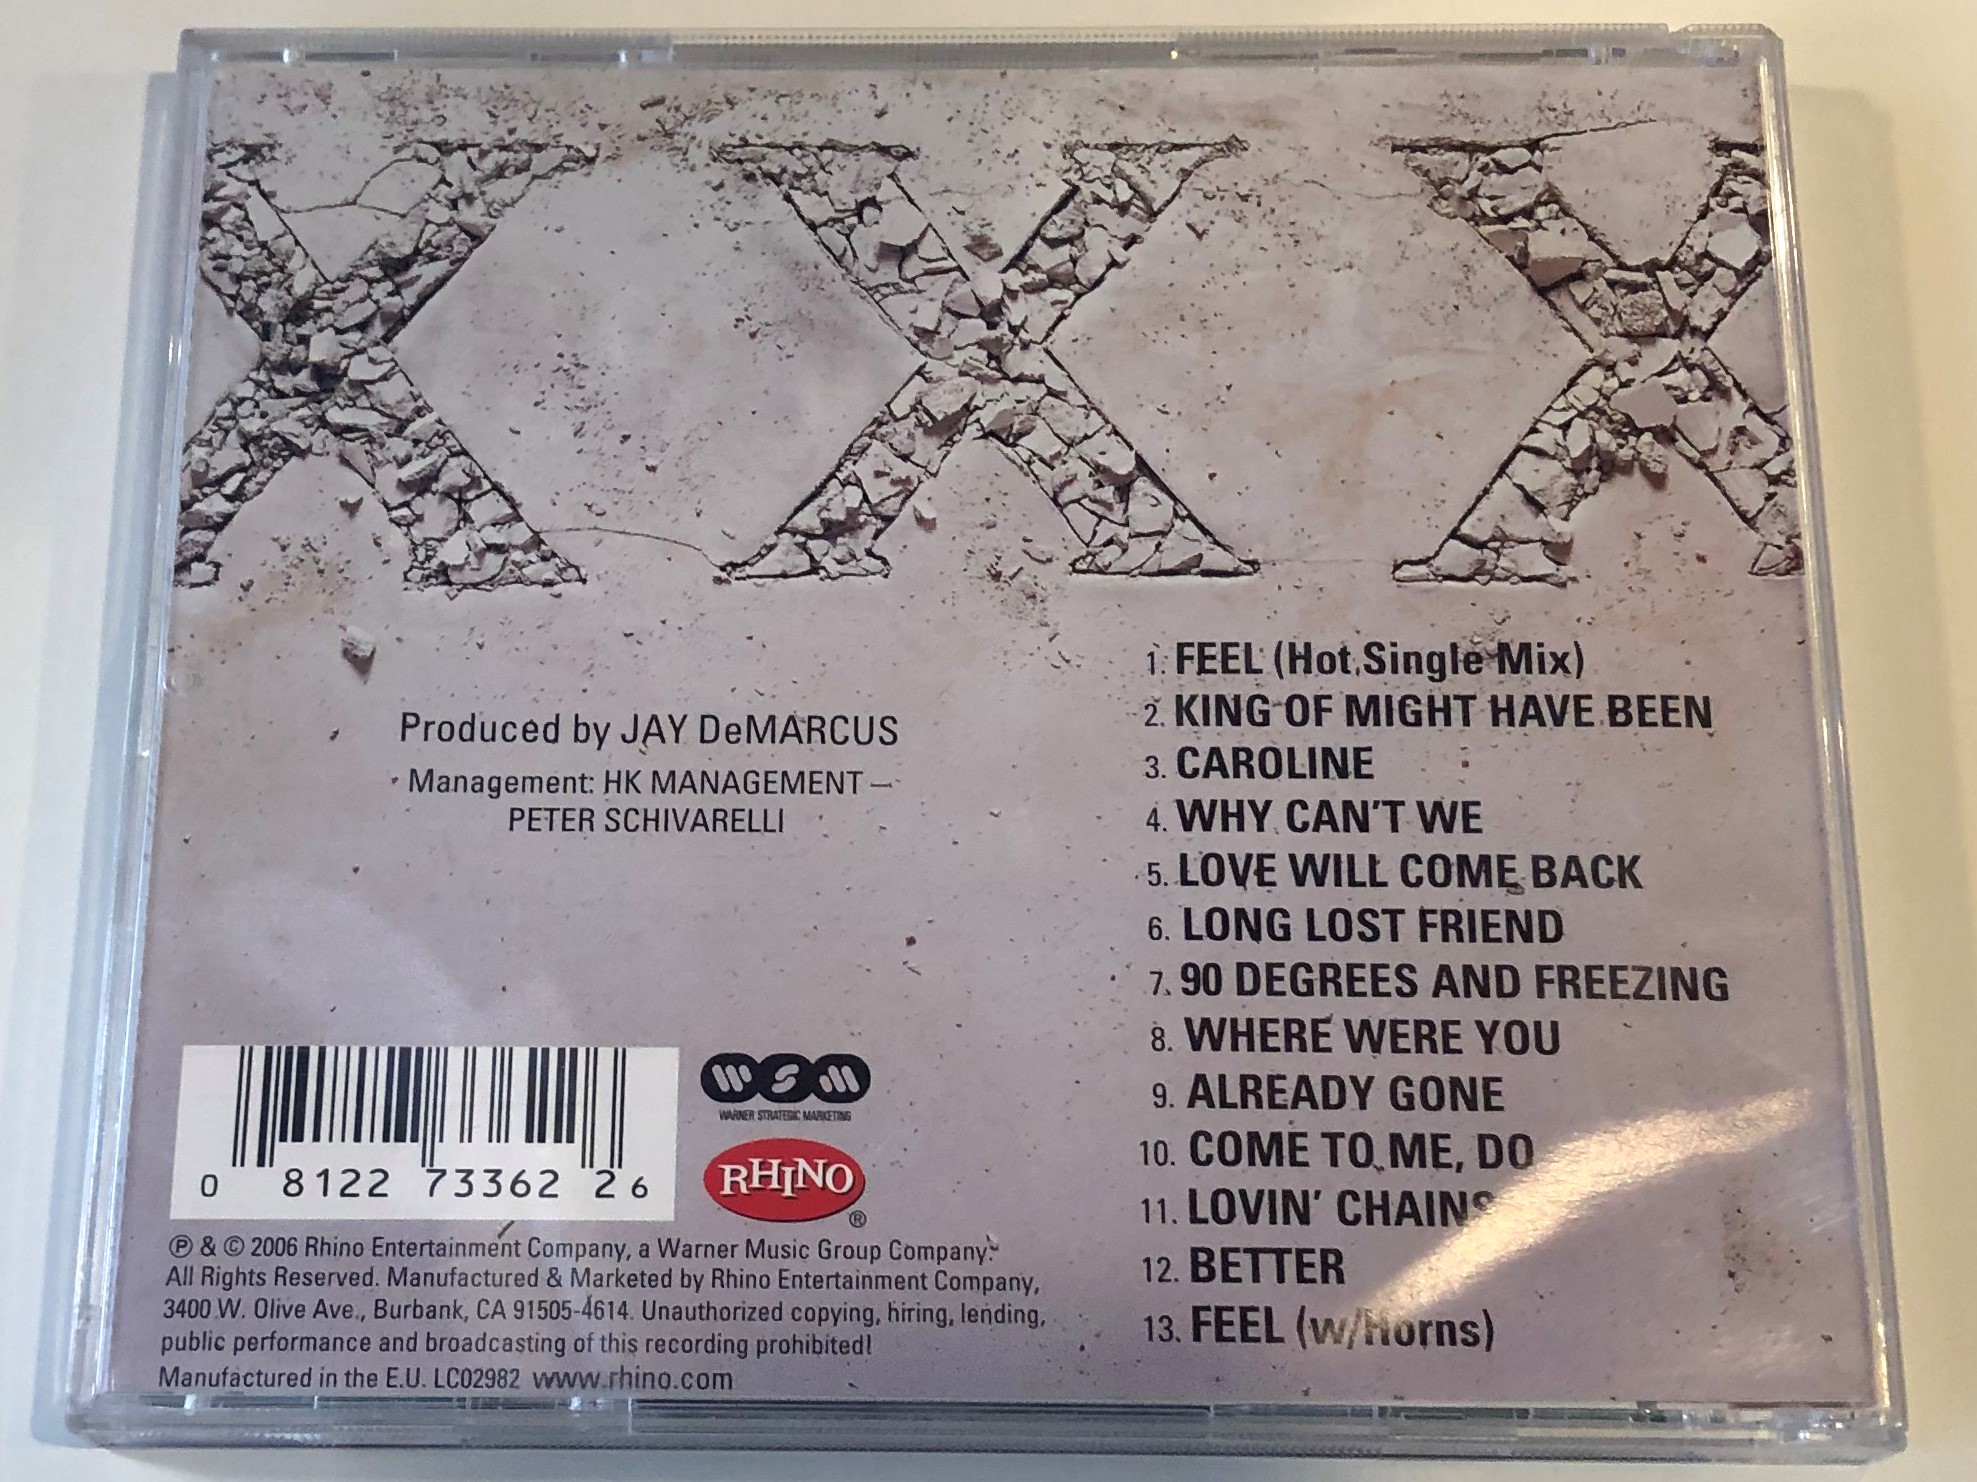 XXX
1. FEEL (Hot Single Mix)
2. KING OF MIGHT HAVE BEEN
3. CAROLINE
4. WHY CAN'T WE
5. LOVE WILL COME BACK
6. LONG LOST FRIEND
7. 90 DEGREES AND FREEZING
8. WHERE WERE YOU
9. ALREADY GONE
10. COME TO ME, DO
11. LOVIN' CHAINS
12. BETTER
13. FEEL (w/Horns)
Produced by JAY DeMARCUS
Management: HK MANAGEMENT –
PETER SCHIVARELLI
0 81227 33622 6
WSM
WARNER STRATEGIC MARKETING
RHINO ®
℗ & © 2006 Rhino Entertainment Company, a Warner Music Group Company.
All Rights Reserved. Manufactured & Marketed by Rhino Entertainment Company,
3400 W. Olive Ave., Burbank, CA 91505-4614. Unauthorized copying, hiring, lending,
public performance and broadcasting of this recording prohibited!
Manufactured in the E.U. LC02982 www.rhino.com